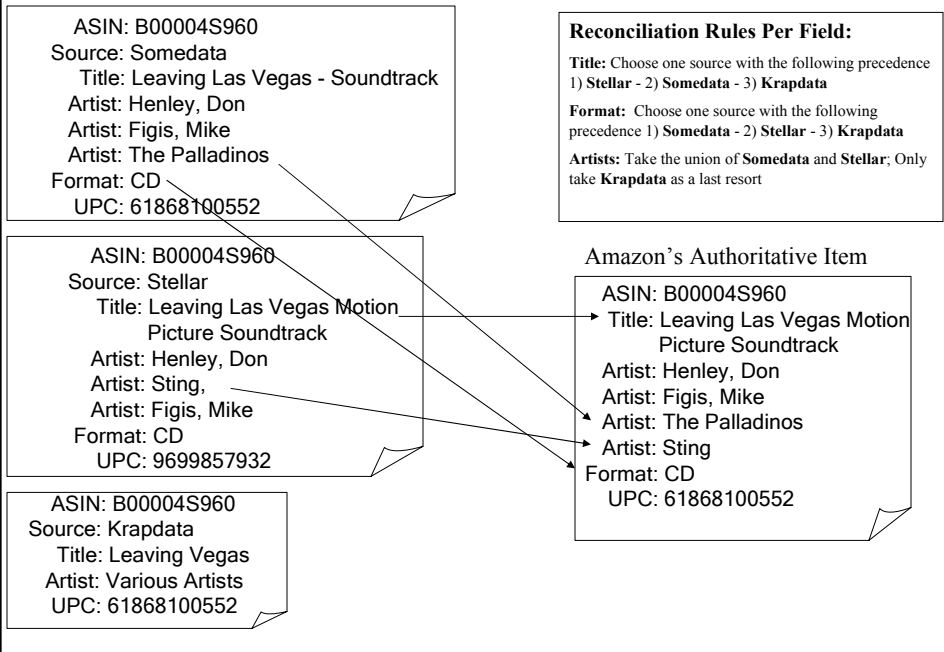 ASIN: B00004S960
Source: Somedata
Title: Leaving Las Vegas - Soundtrack
Artist: Henley, Don
Artist: Figis, Mike
Artist: The Palladinos
Format: CD
UPC: 61868100552
ASIN: B00004S960
Source: Stellar
Title: Leaving Las Vegas Motion
Picture Soundtrack
Artist: Henley, Don
Artist: Sting,
Artist: Figis, Mike
Format: CD
UPC: 9699857932
ASIN: B00004S960
Source: Krapdata
Title: Leaving Vegas
Artist: Various Artists
UPC: 61868100552
Reconciliation Rules Per Field:
Title: Choose one source with the following precedence
1) Stellar - 2) Somedata - 3) Krapdata
Format: Choose one source with the following
precedence 1) Somedata - 2) Stellar - 3) Krapdata
Artists: Take the union of Somedata and Stellar; Only
take Krapdata as a last resort
Amazon's Authoritative Item
ASIN: B00004S960
Title: Leaving Las Vegas Motion
Picture Soundtrack
Artist: Henley, Don
Artist: Figis, Mike
Artist: The Palladinos
Artist: Sting
Format: CD
UPC: 61868100552